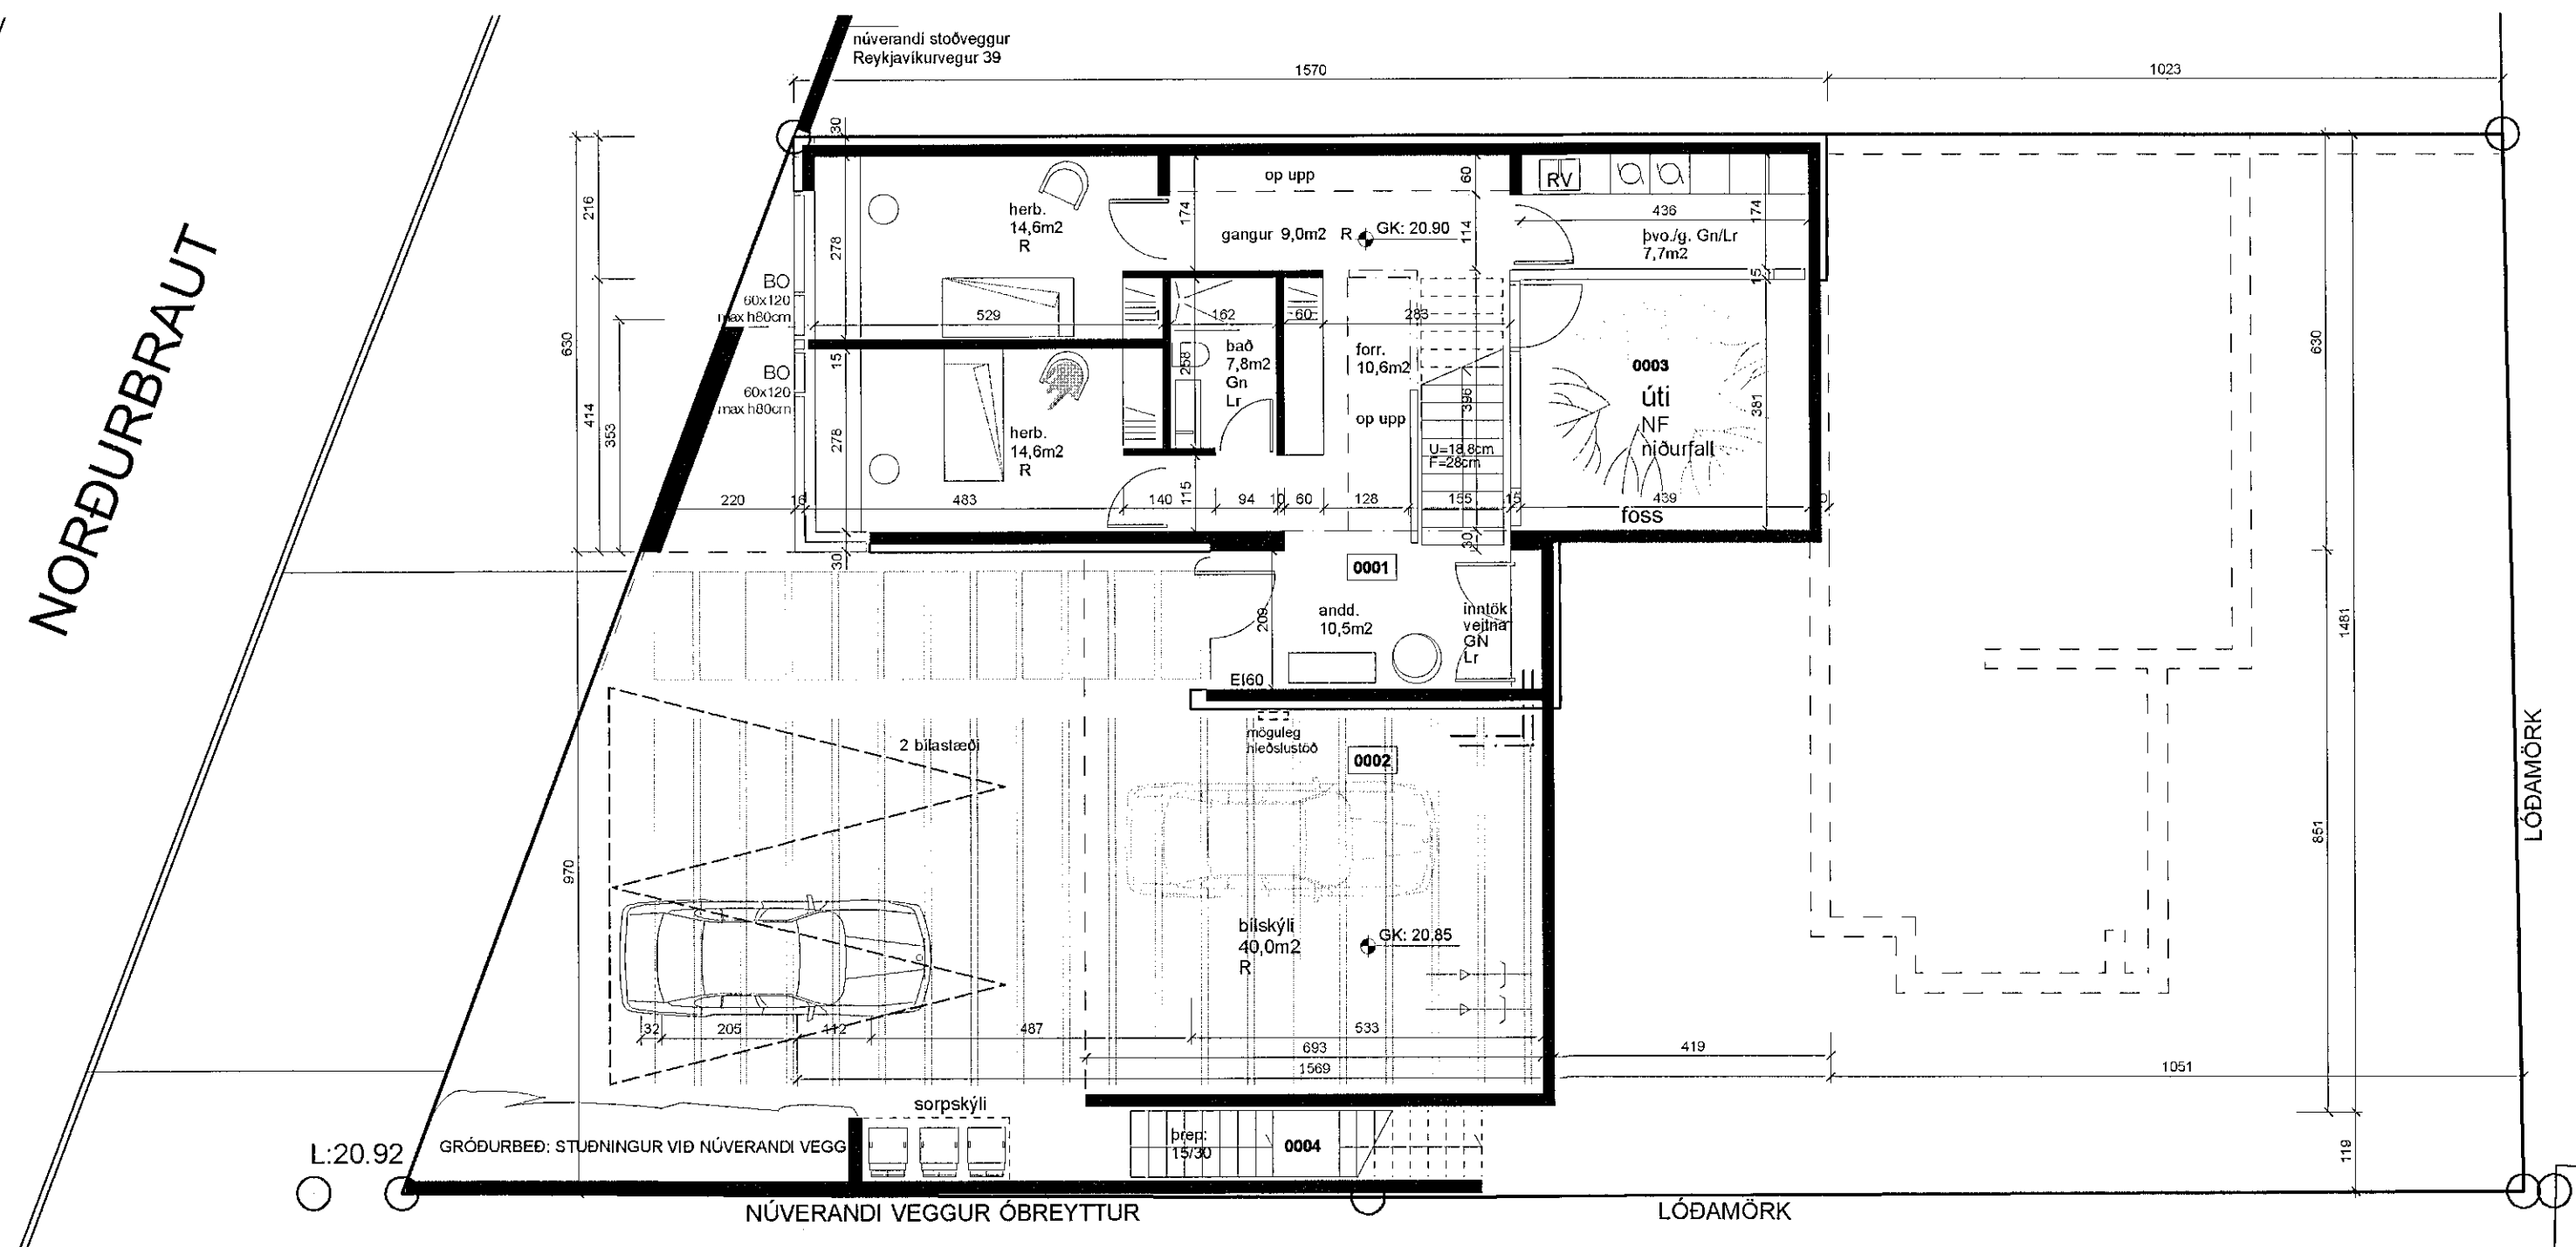 núverandi stoðveggur
Reykjavíkurvegur 39
1570
1023
30
op upp
60
RV
216
herb.
14,6m2
R
174
436
174
gangur 9,0m2
R
GK: 20.90
114
þvo./g. Gn/Lr
7,7m2
278
15
BO
60x120
max h80cm
529
162
60
283
NORÐURBRAUT
630
630
bað
7,8m2
Gn
Lr
258
forr.
10,6m2
0003
úti
NF
niðurfall
15
BO
60x120
max h80cm
396
381
414
353
278
herb.
14,6m2
R
op upp
U=18,8cm
F=28cm
115
220
16
483
140
94
10
60
128
155
15
439
foss
30
30
0001
209
andd.
10,5m2
inntök
veitna
GN
Lr
1481
EI60
2 bílastæði
möguleg
hleðslustöð
0002
LÓÐAMÖRK
851
970
bílskýli
40,0m2
R
GK: 20,85
32
205
112
487
533
693
419
1569
1051
sorpskýli
L:20.92
GRÓÐURBEÐ: STUÐNINGUR VIÐ NÚVERANDI VEGG
þrep:
15/30
0004
119
NÚVERANDI VEGGUR ÓBREYTTUR
LÓÐAMÖRK